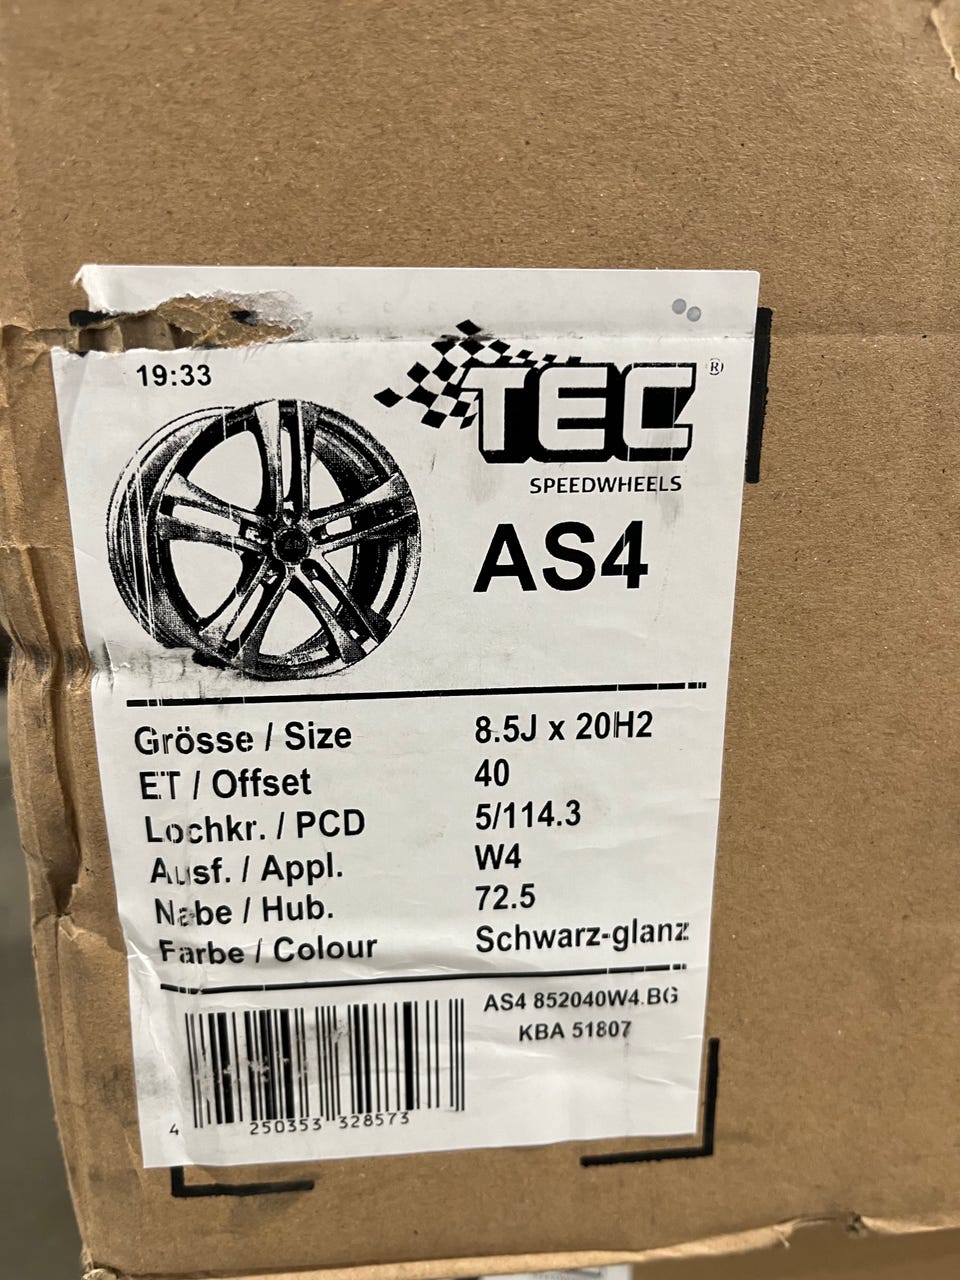 19:33
TEC ®
SPEEDWHEELS
AS4
Grösse / Size 8.5J x 20H2
ET / Offset 40
Lochkr. / PCD 5/114.3
Ausf. / Appl. W4
Nabe / Hub. 72.5
Farbe / Colour Schwarz-glanz
AS4 852040W4.BG
KBA 51807
4 250353 328573